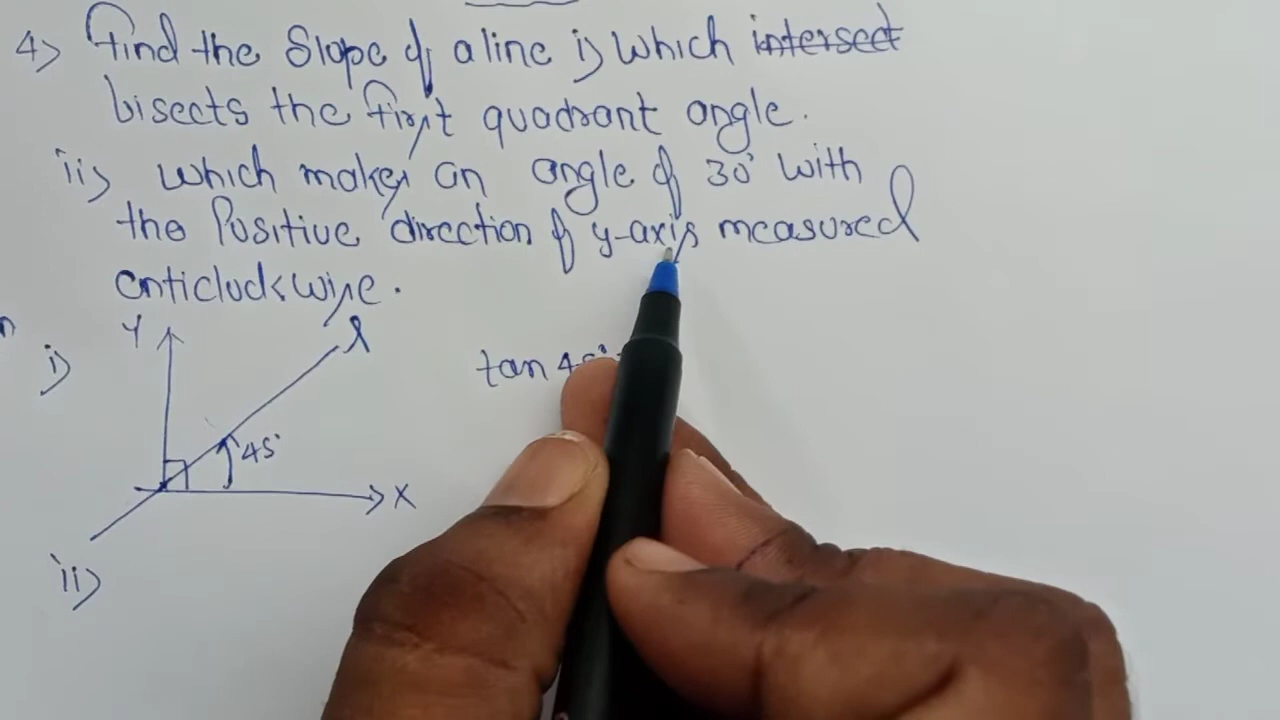 4) Find the Slope of a line i) which intersect
bisects the first quadrant angle.
ii) which makes an angle of 30° with
the Positive direction of y-axis measured
anticlockwise.
i)
Y
l
tan 45°
45°
X
ii)